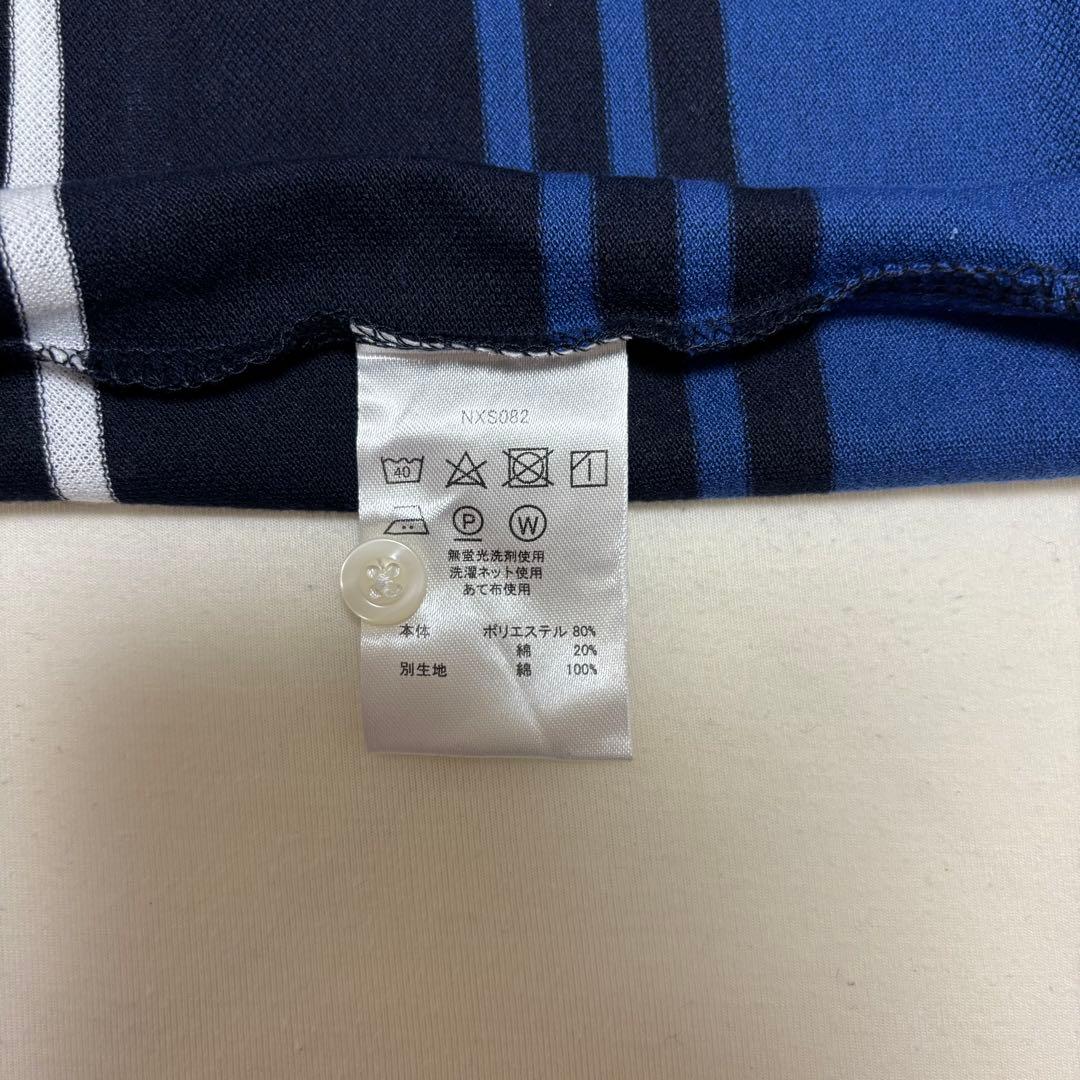 NXS082
40
P W
無蛍光洗剤使用
洗濯ネット使用
あて布使用
本体 ポリエステル 80%
綿 20%
別生地 綿 100%